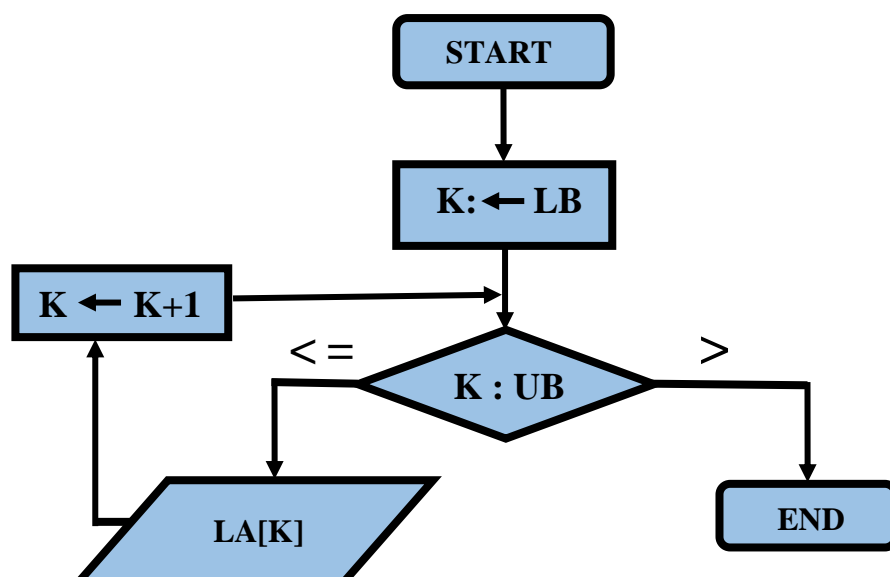 START
K:← LB
K ← K+1
<=
>
K : UB
LA[K]
END